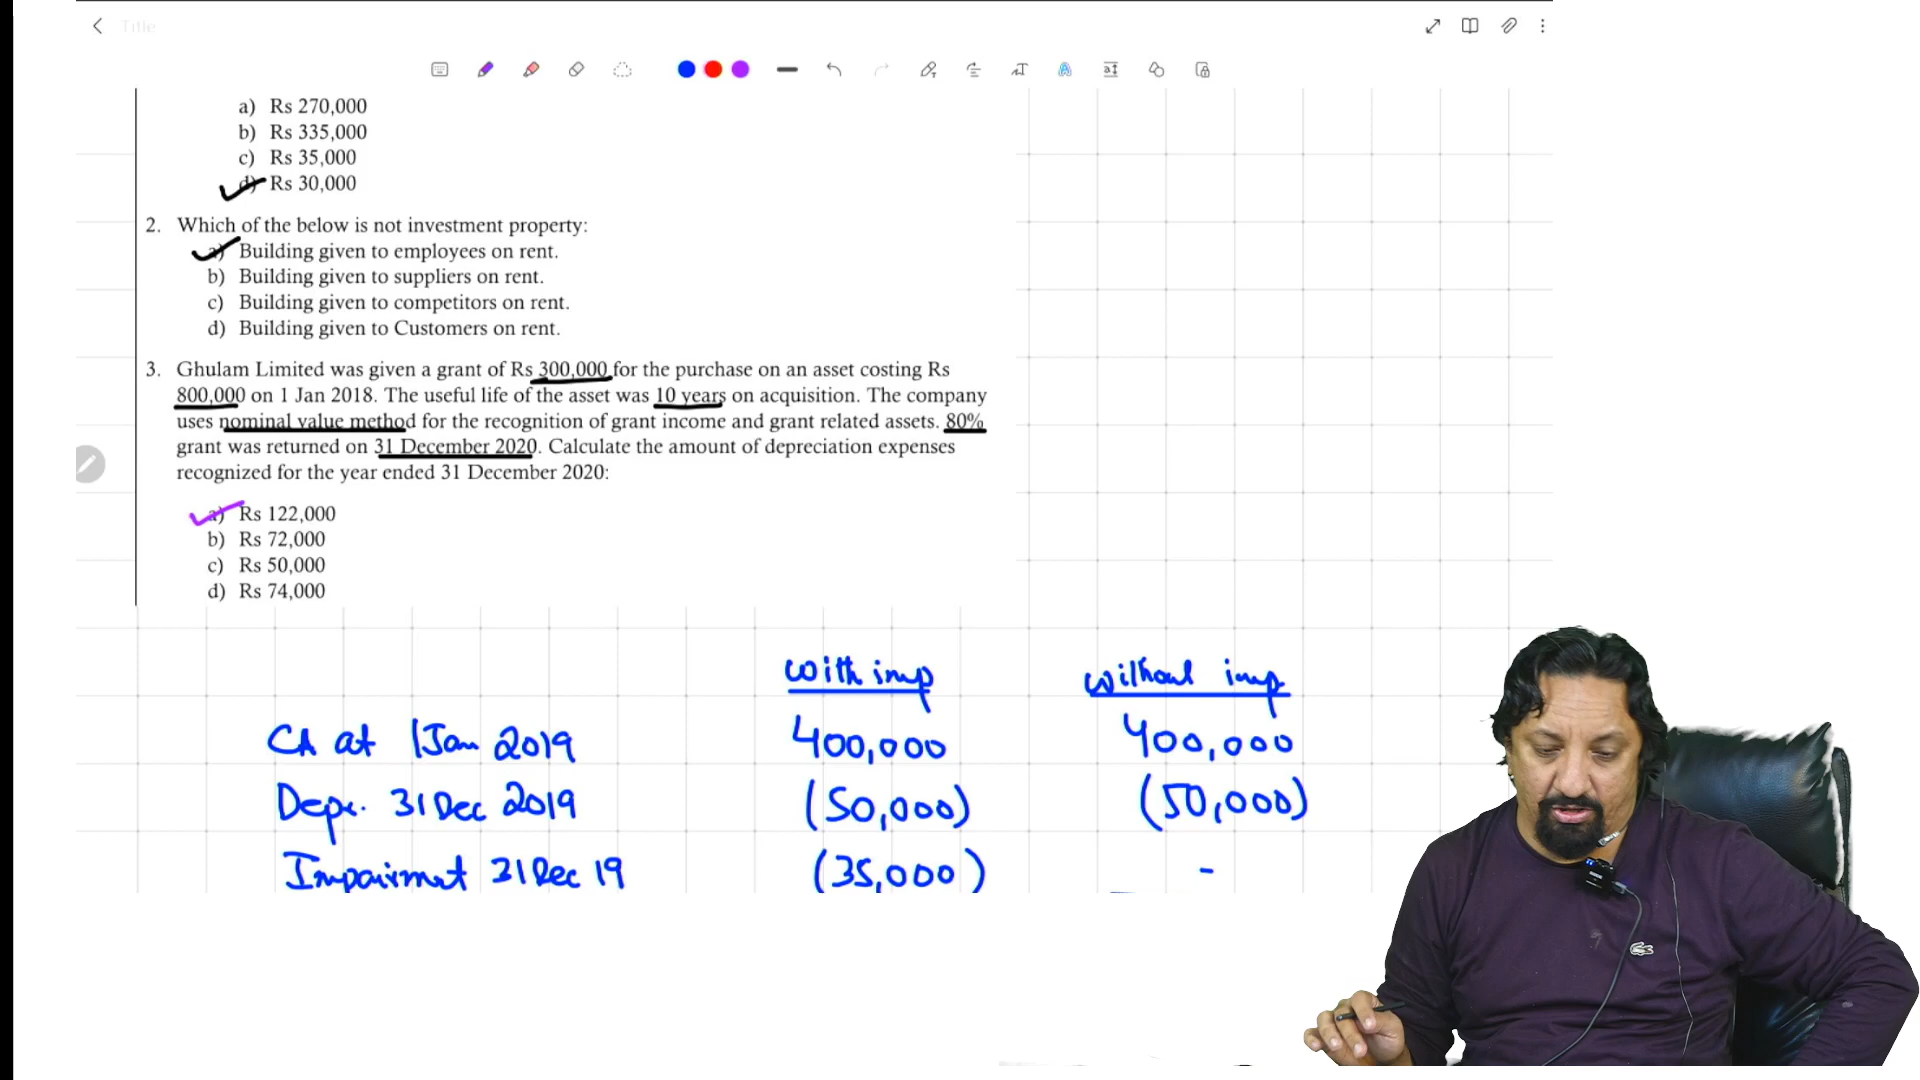 Title
a) Rs 270,000
b) Rs 335,000
c) Rs 35,000
d) Rs 30,000
2. Which of the below is not investment property:
a) Building given to employees on rent.
b) Building given to suppliers on rent.
c) Building given to competitors on rent.
d) Building given to Customers on rent.
3. Ghulam Limited was given a grant of Rs 300,000 for the purchase on an asset costing Rs
800,000 on 1 Jan 2018. The useful life of the asset was 10 years on acquisition. The company
uses nominal value method for the recognition of grant income and grant related assets. 80%
grant was returned on 31 December 2020. Calculate the amount of depreciation expenses
recognized for the year ended 31 December 2020:
a) Rs 122,000
b) Rs 72,000
c) Rs 50,000
d) Rs 74,000
with imp without imp
CA at 1 Jan 2019 400,000 400,000
Depr. 31 Dec 2019 (50,000) (50,000)
Impairment 31 Dec 19 (35,000) -